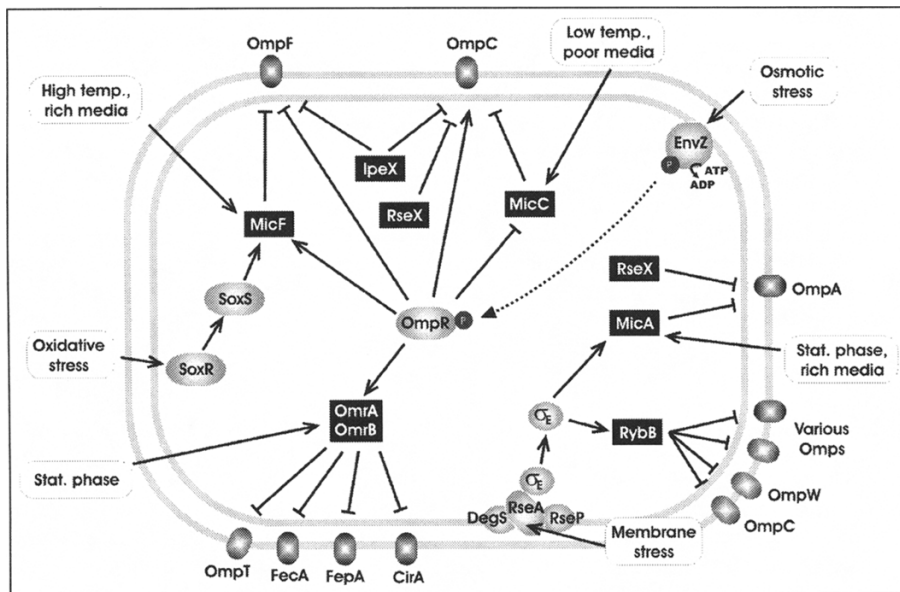 OmpF
OmpC
Low temp.,
poor media
High temp.,
rich media
Osmotic
stress
EnvZ
P
ATP
ADP
IpeX
RseX
MicC
MicF
RseX
OmpA
SoxS
OmpR
P
MicA
Oxidative
stress
SoxR
Stat. phase,
rich media
OmrA
OmrB
σE
RybB
Various
Omps
Stat. phase
σE
OmpW
DegS
RseA
RseP
OmpC
Membrane
stress
OmpT
FecA
FepA
CirA